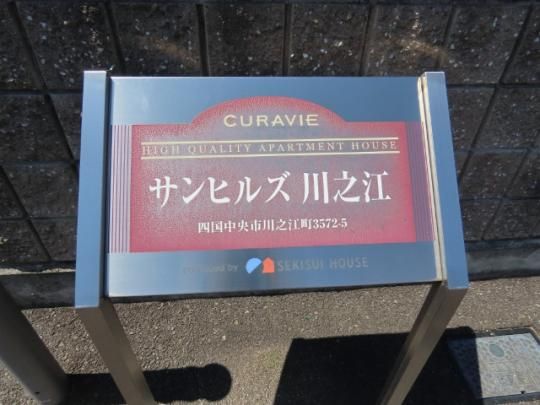 CURAVIE
HIGH QUALITY APARTMENT HOUSE
サンヒルズ 川之江
四国中央市川之江町3572-5
by SEKISUI HOUSE